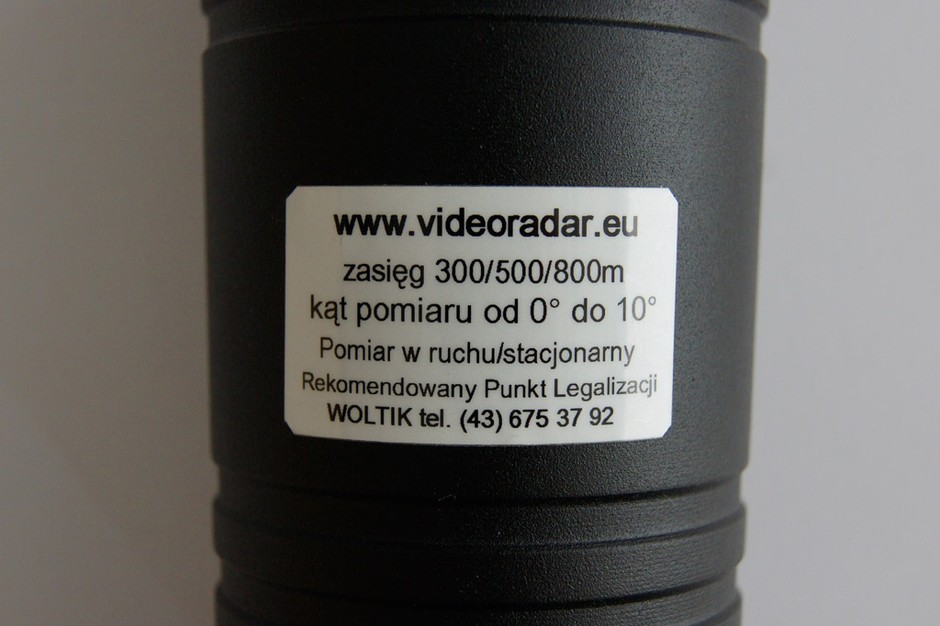 www.videoradar.eu
zasięg 300/500/800m
kąt pomiaru od 0° do 10°
Pomiar w ruchu/stacjonarny
Rekomendowany Punkt Legalizacji
WOLTIK tel. (43) 675 37 92